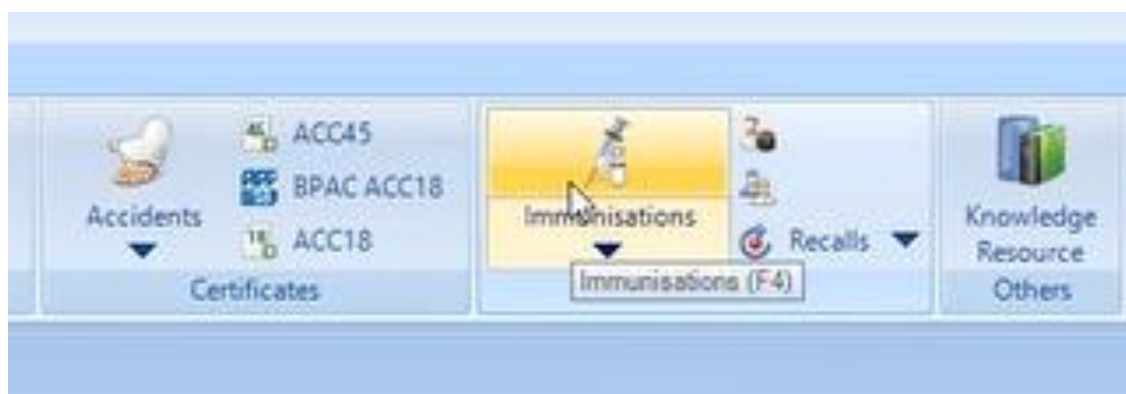 Accidents
ACC45
BPAC ACC18
ACC18
Certificates
Immunisations
Recalls
Immunisations (F4)
Knowledge
Resource
Others